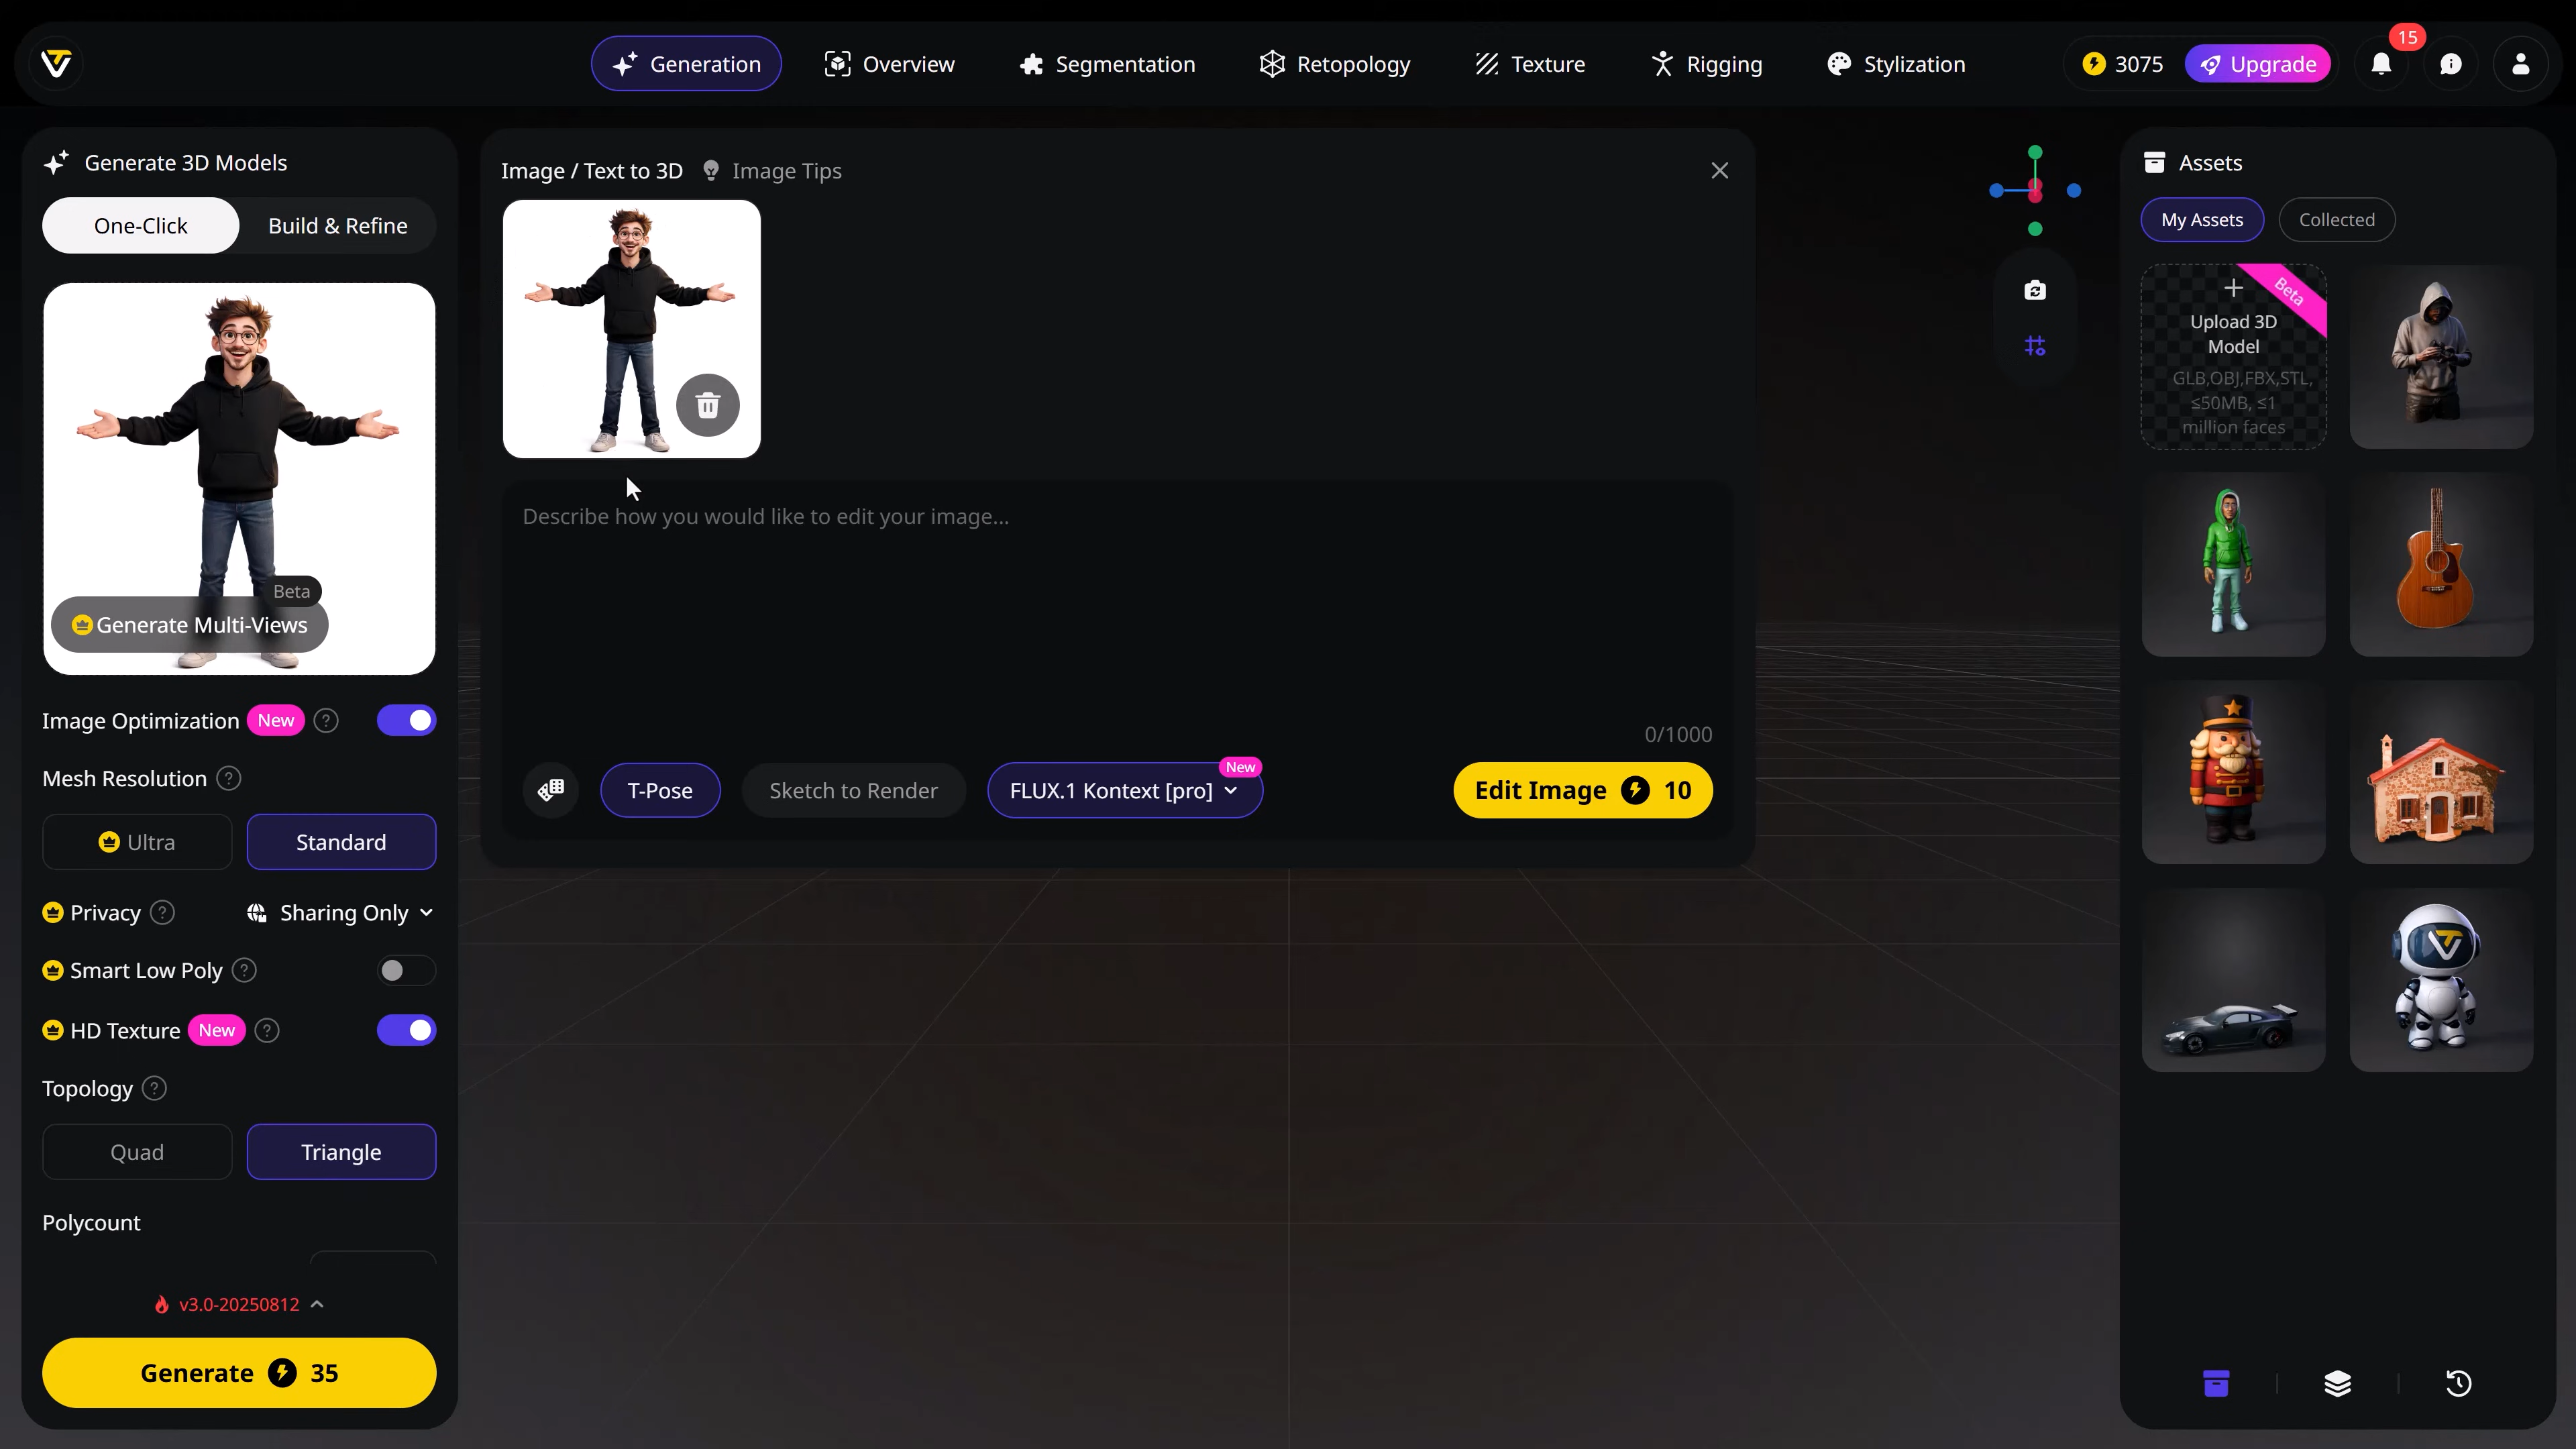 Generation
Overview
Segmentation
Retopology
Texture
Rigging
Stylization
3075
Upgrade
15
Generate 3D Models
One-Click
Build & Refine
Beta
Generate Multi-Views
Image Optimization New ?
Mesh Resolution ?
Ultra
Standard
Privacy ?
Sharing Only
Smart Low Poly ?
HD Texture New ?
Topology ?
Quad
Triangle
Polycount
v3.0-20250812
Generate 35
Image / Text to 3D
Image Tips
Describe how you would like to edit your image...
0/1000
T-Pose
Sketch to Render
FLUX.1 Kontext [pro]
New
Edit Image 10
Assets
My Assets
Collected
Beta
Upload 3D
Model
GLB,OBJ,FBX,STL,
≤50MB, ≤1
million faces